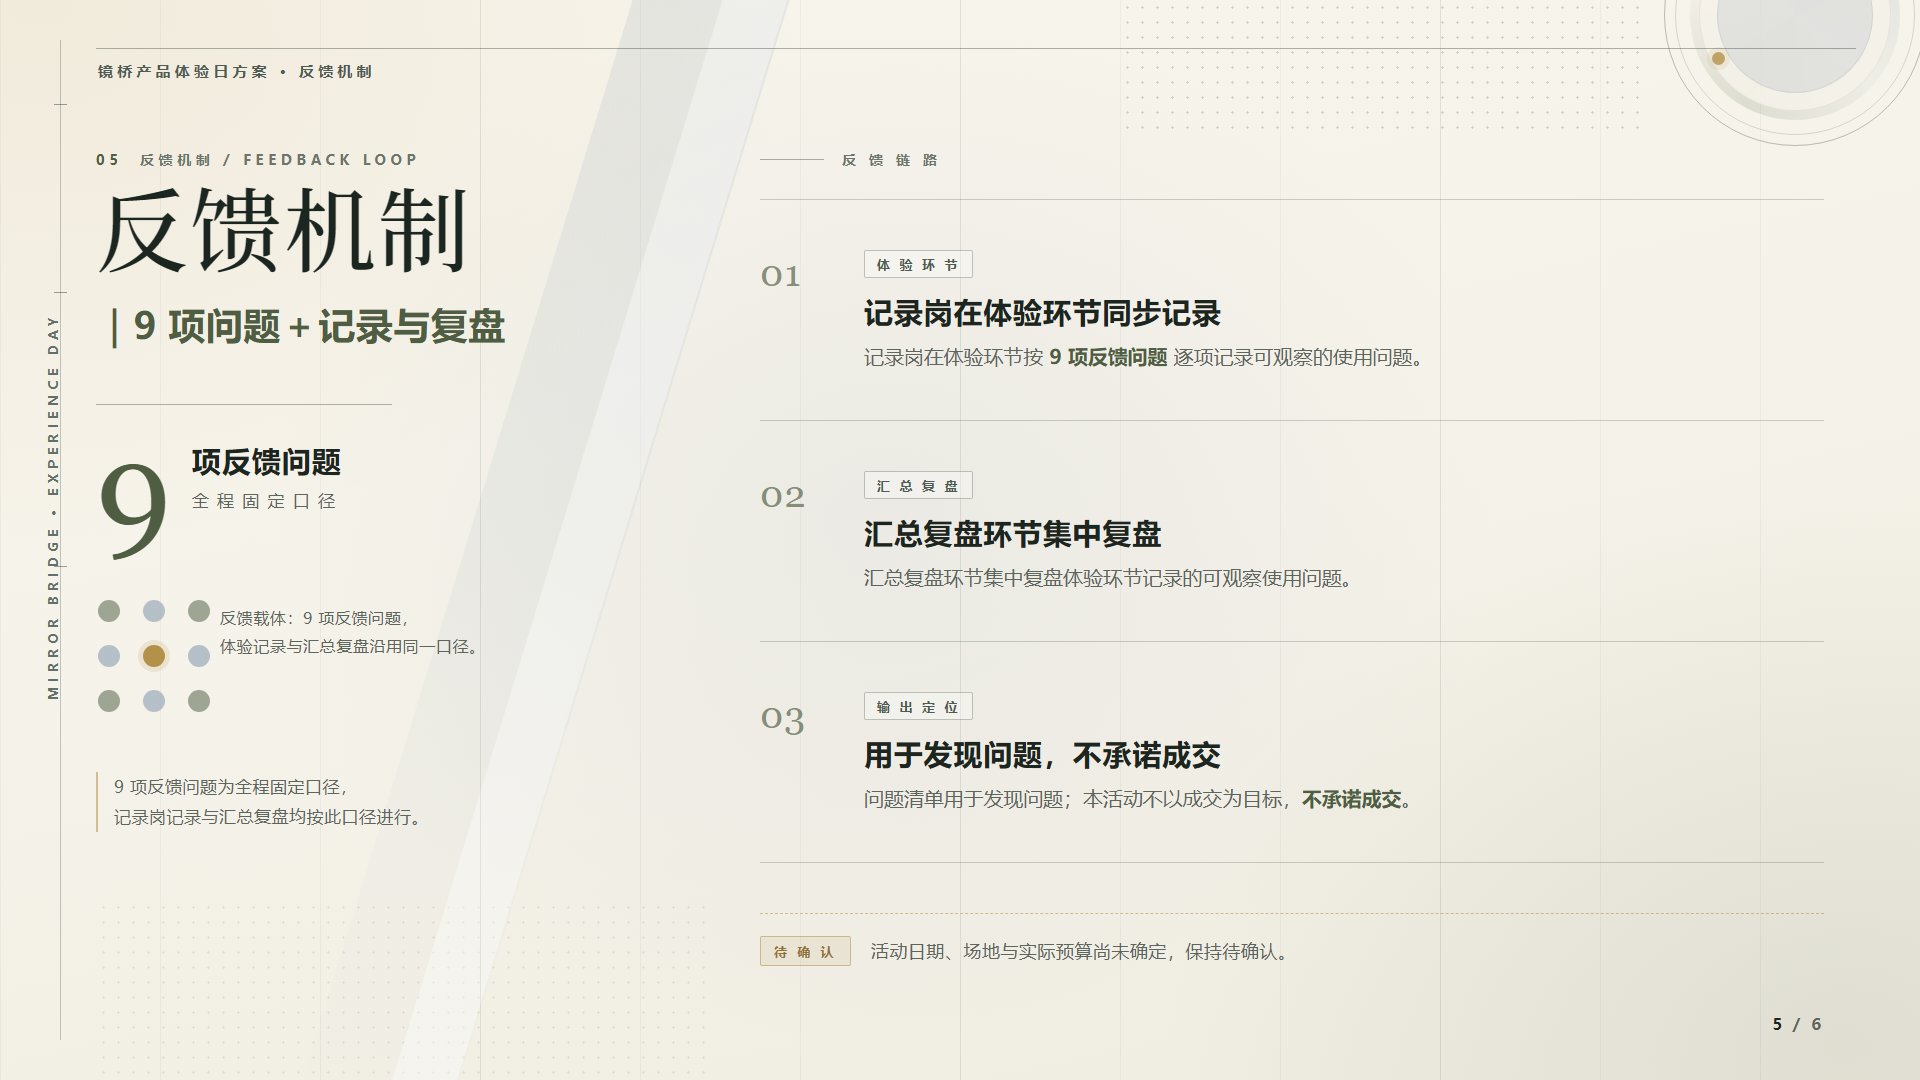 镜桥产品体验日方案 • 反馈机制
05 反馈机制 / FEEDBACK LOOP
反馈机制
| 9 项问题 + 记录与复盘
9 项反馈问题
全程固定口径
反馈载体：9 项反馈问题，
体验记录与汇总复盘沿用同一口径。
9 项反馈问题为全程固定口径，
记录岗记录与汇总复盘均按此口径进行。
MIRROR BRIDGE • EXPERIENCE DAY
反馈链路
01
体验环节
记录岗在体验环节同步记录
记录岗在体验环节按 9 项反馈问题 逐项记录可观察的使用问题。
02
汇总复盘
汇总复盘环节集中复盘
汇总复盘环节集中复盘体验环节记录的可观察使用问题。
03
输出定位
用于发现问题，不承诺成交
问题清单用于发现问题；本活动不以成交为目标，不承诺成交。
待确认 活动日期、场地与实际预算尚未确定，保持待确认。
5 / 6